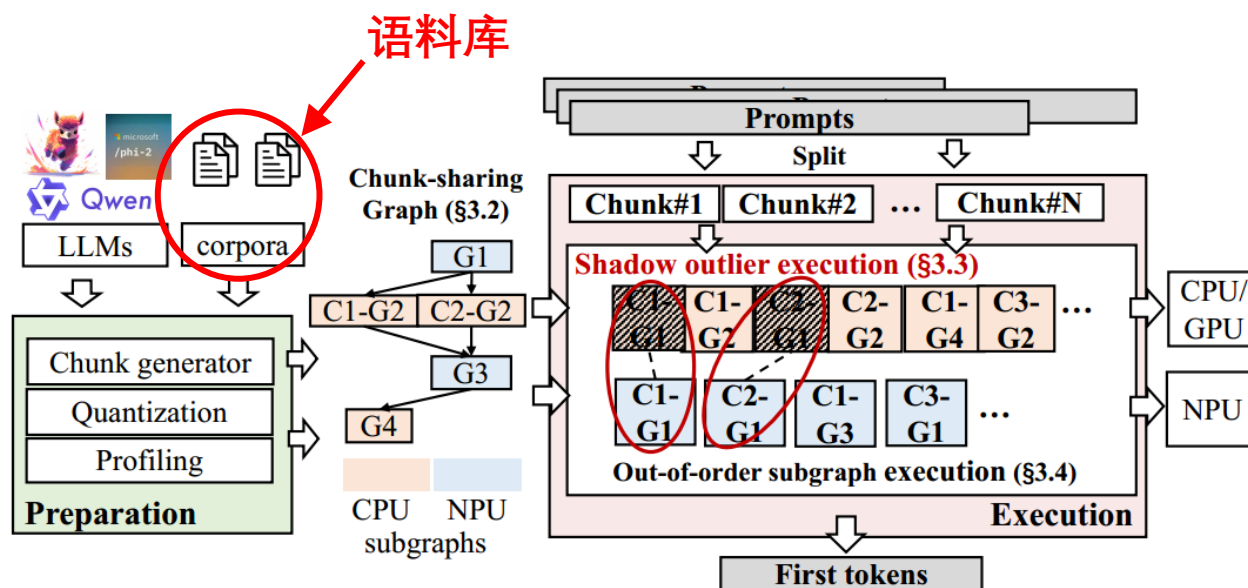 语料库
microsoft
/phi-2
Qwen
LLMs
corpora
Chunk generator
Quantization
Profiling
Preparation
Chunk-sharing
Graph (§3.2)
G1
C1-G2
C2-G2
G3
G4
CPU
NPU
subgraphs
Prompts
Split
Chunk#1
Chunk#2
...
Chunk#N
Shadow outlier execution (§3.3)
C1-
G1
C1-
G2
C2-
G1
C2-
G2
C1-
G4
C3-
G2
...
C1-
G1
C2-
G1
C1-
G3
C3-
G1
...
Out-of-order subgraph execution (§3.4)
Execution
CPU/
GPU
NPU
First tokens